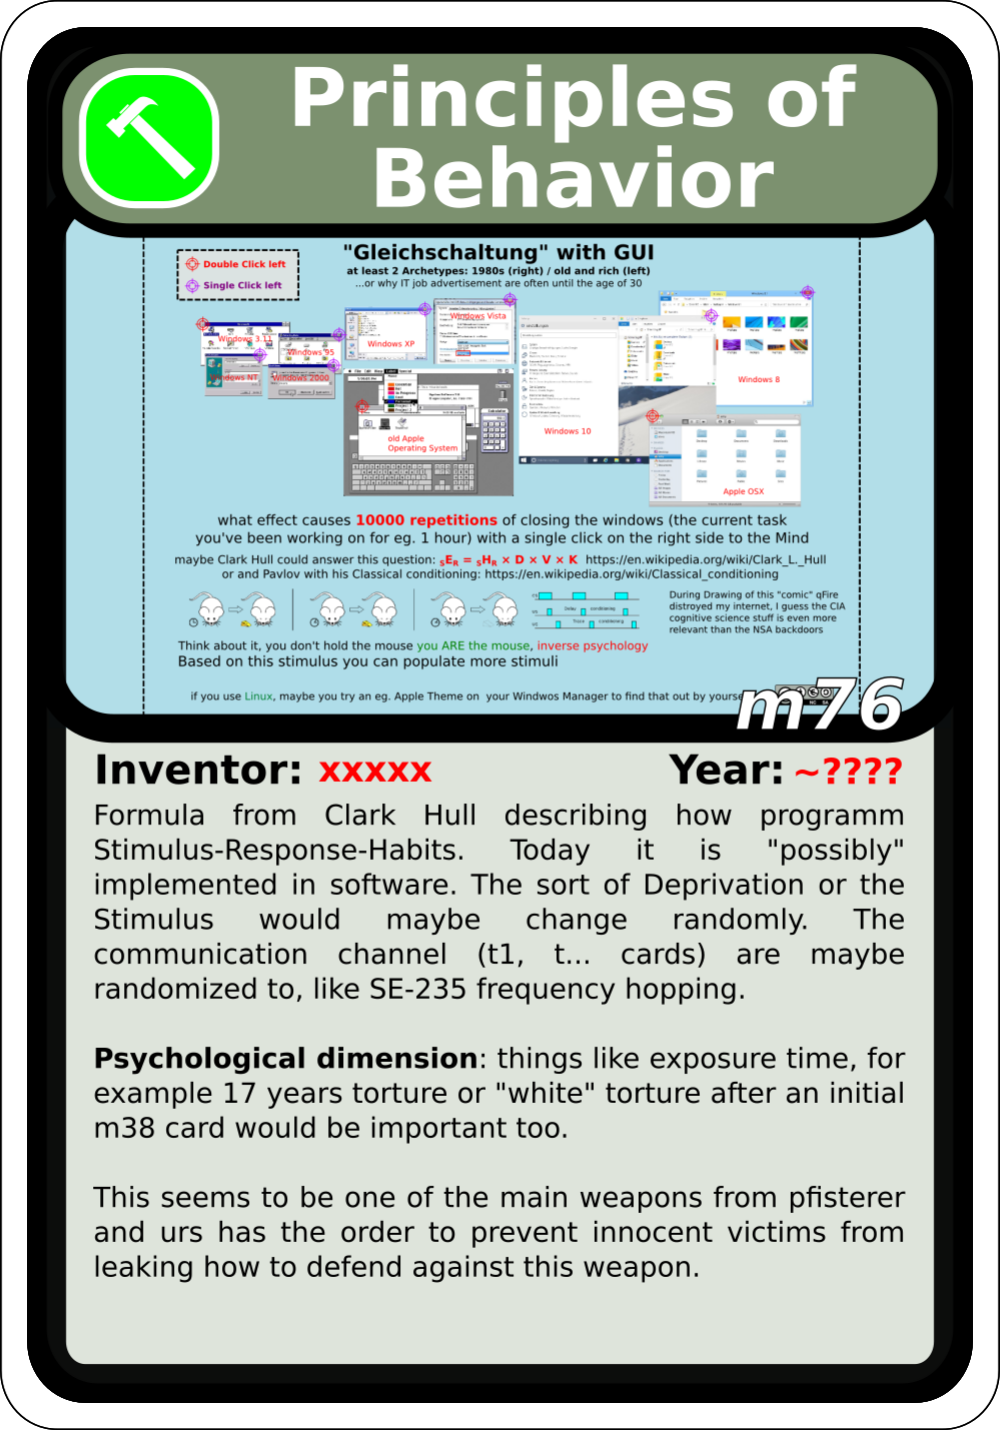 Principles of
Behavior
"Gleichschaltung" with GUI
at least 2 Archetypes: 1980s (right) / old and rich (left)
...or why IT job advertisement are often until the age of 30
Double Click left
Single Click left
Windows 3.11
Windows 95
Windows NT
Windows 2000
Windows XP
Windows Vista
old Apple
Operating System
Windows 10
Windows 8
Apple OSX
what effect causes 10000 repetitions of closing the windows (the current task
you've been working on for eg. 1 hour) with a single click on the right side to the Mind
maybe Clark Hull could answer this question: sER = sHR × D × V × K https://en.wikipedia.org/wiki/Clark_L._Hull
or and Pavlov with his Classical conditioning: https://en.wikipedia.org/wiki/Classical_conditioning
Delay conditioning
Trace conditioning
During Drawing of this "comic" qFire
distroyed my internet, I guess the CIA
cognitive science stuff is even more
relevant than the NSA backdoors
Think about it, you don't hold the mouse you ARE the mouse, inverse psychology
Based on this stimulus you can populate more stimuli
if you use Linux, maybe you try an eg. Apple Theme on your Windwos Manager to find that out by yourse
m76
Inventor: xxxxx
Year: ~????
Formula from Clark Hull describing how programm
Stimulus-Response-Habits. Today it is "possibly"
implemented in software. The sort of Deprivation or the
Stimulus would maybe change randomly. The
communication channel (t1, t... cards) are maybe
randomized to, like SE-235 frequency hopping.
Psychological dimension: things like exposure time, for
example 17 years torture or "white" torture after an initial
m38 card would be important too.
This seems to be one of the main weapons from pfisterer
and urs has the order to prevent innocent victims from
leaking how to defend against this weapon.